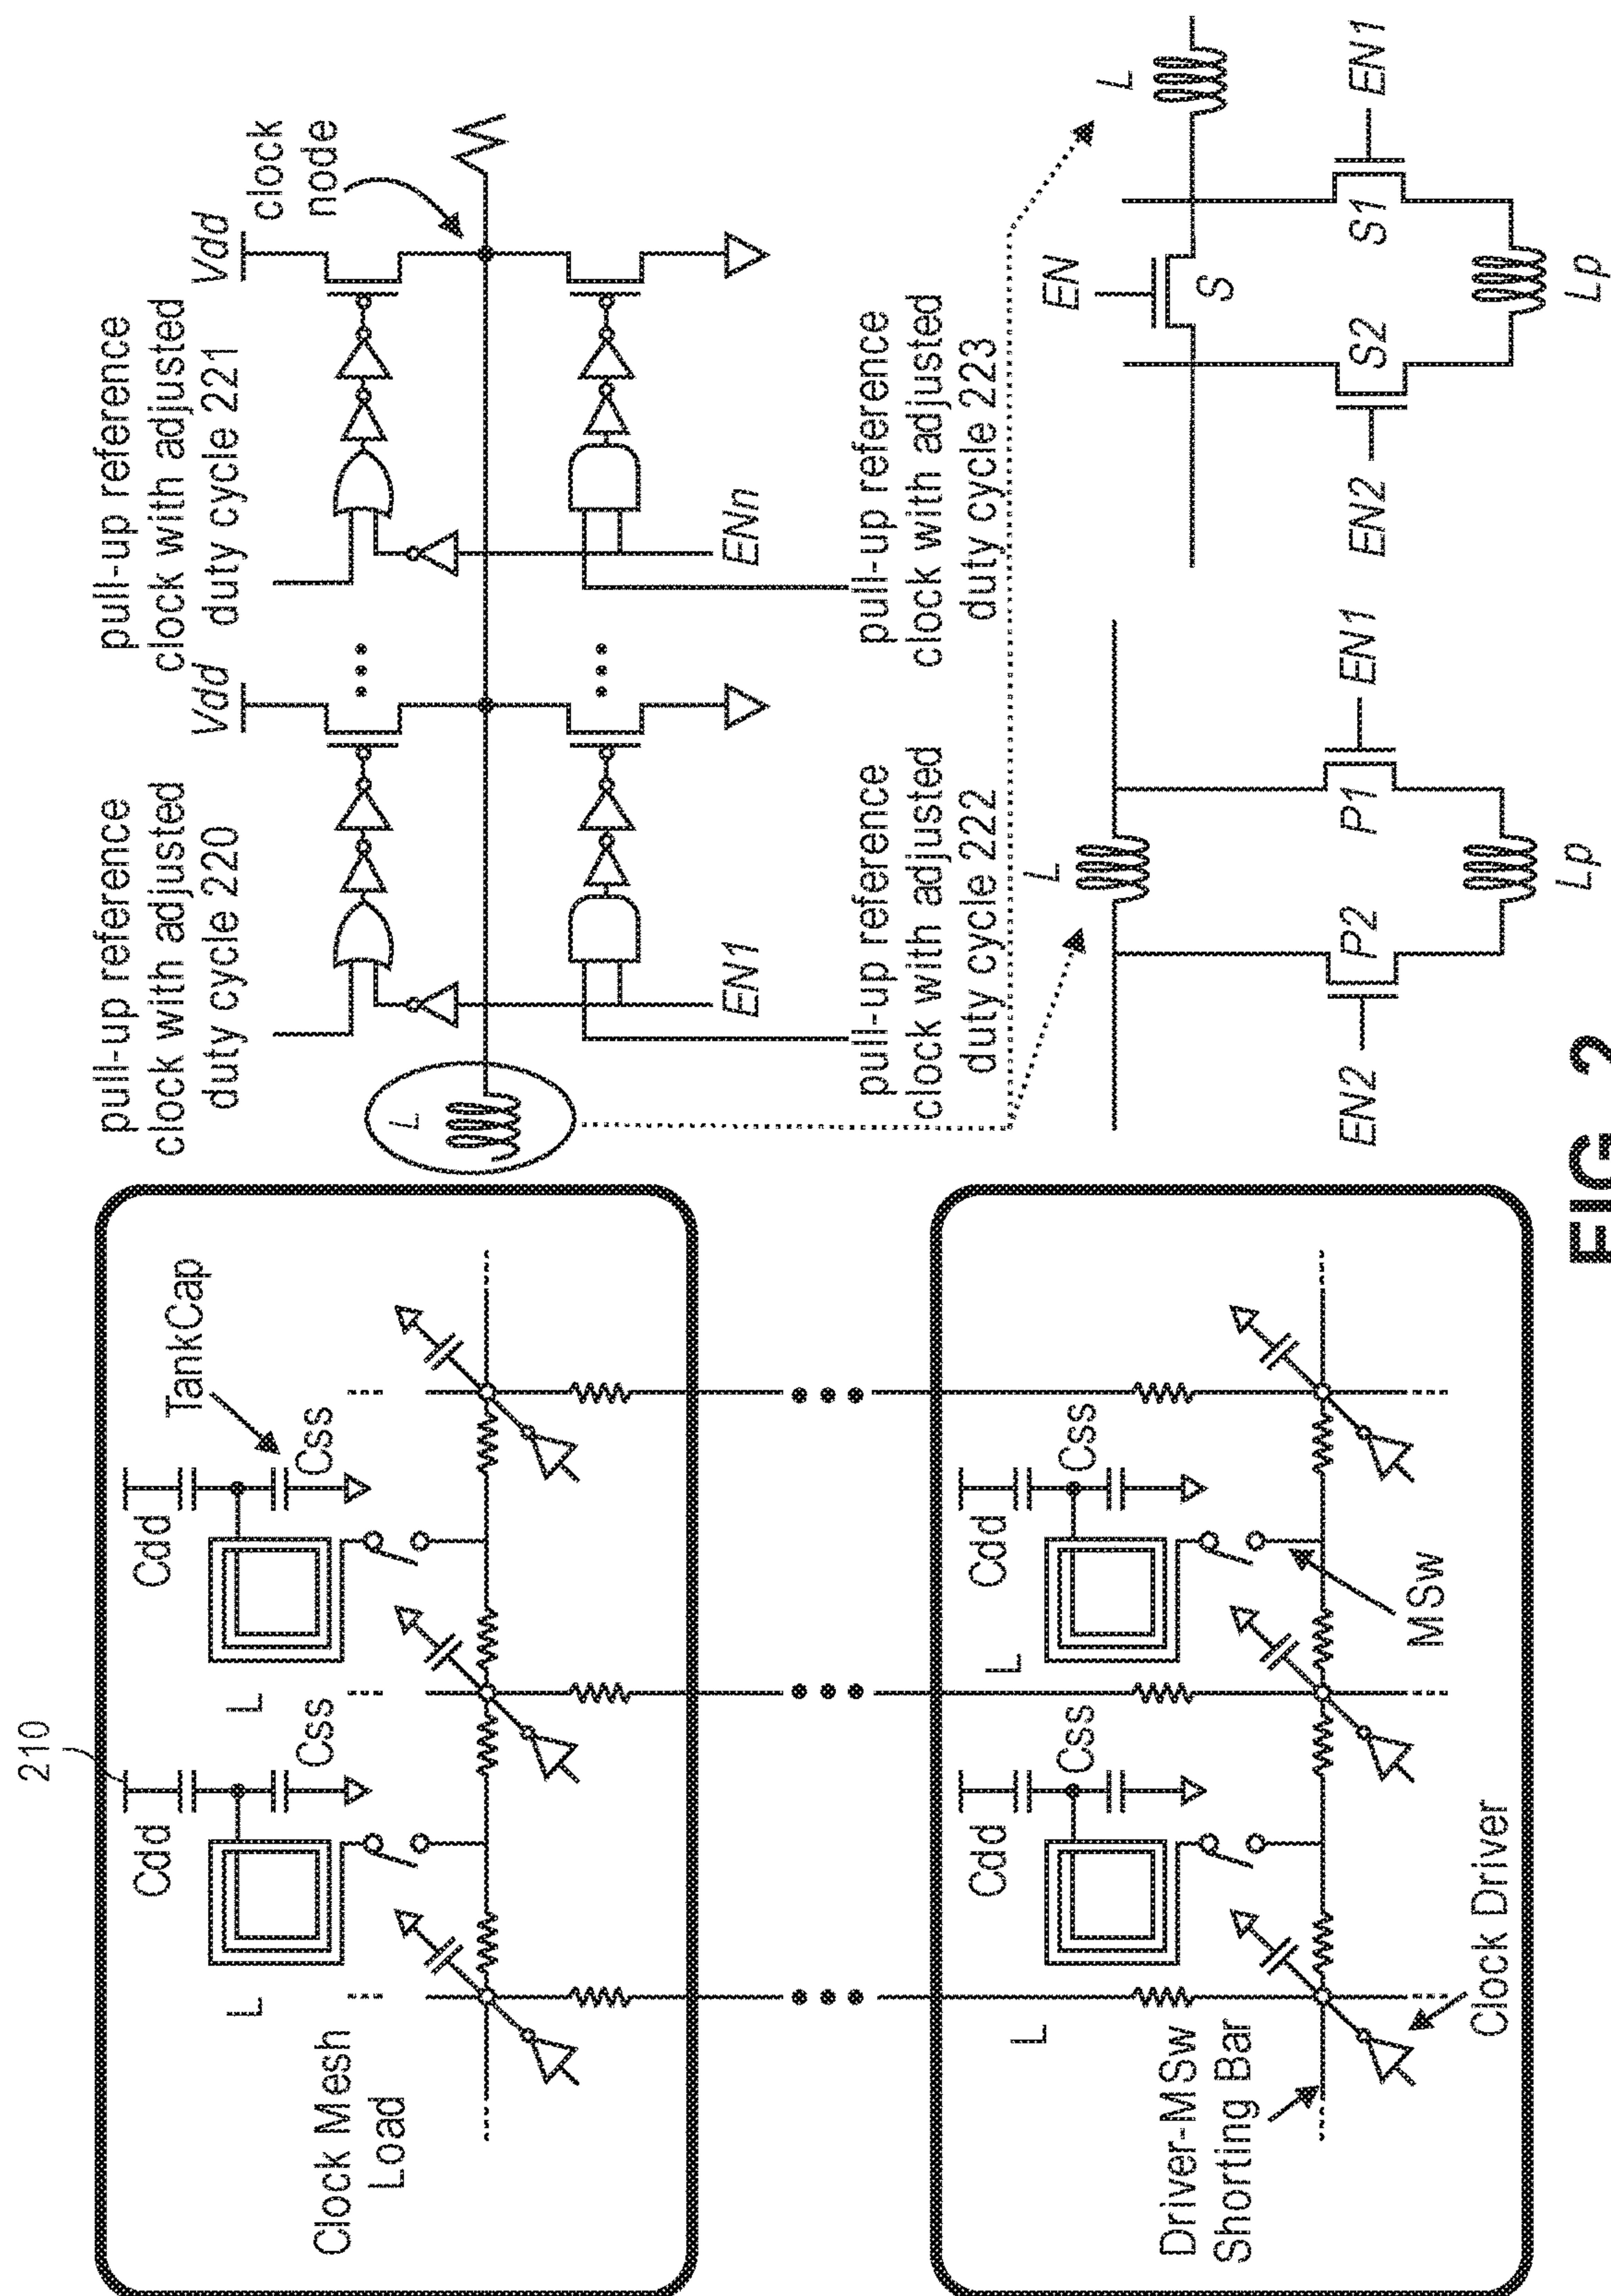 210
Cdd
Cdd
TankCap
L
Css
L
Css
Clock Mesh
Load
Cdd
Cdd
L
Css
L
Css
Driver-MSw
Shorting Bar
MSw
Clock Driver
pull-up reference
clock with adjusted
duty cycle 220
pull-up reference
clock with adjusted
duty cycle 221
Vdd
Vdd
clock
node
L
EN1
ENn
pull-up reference
clock with adjusted
duty cycle 222
pull-up reference
clock with adjusted
duty cycle 223
L
EN2
P2
P1
EN1
Lp
EN
L
S
EN2
S2
S1
EN1
Lp
FIG. 2